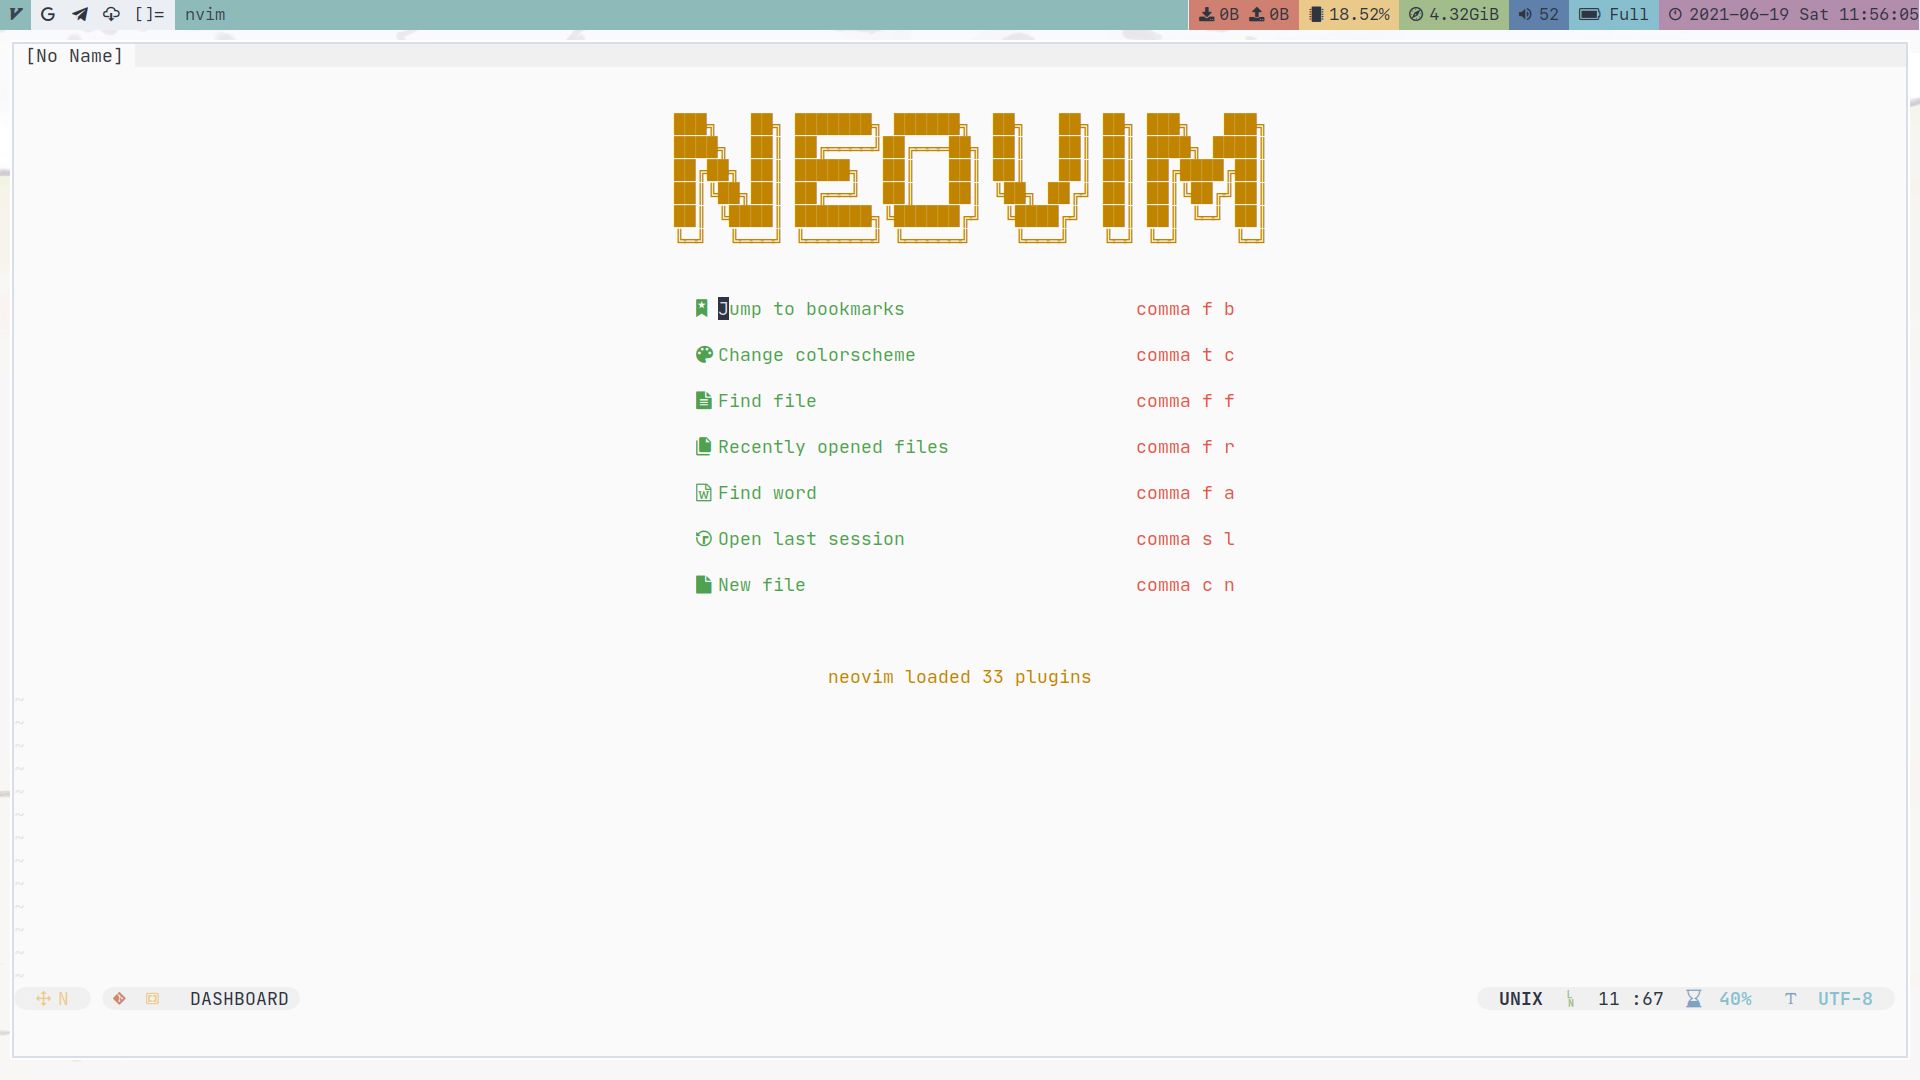 []= nvim 0B 0B 18.52% 4.32GiB 52 Full 2021-06-19 Sat 11:56:05
[No Name]
NEOVIM
Jump to bookmarks comma f b
Change colorscheme comma t c
Find file comma f f
Recently opened files comma f r
Find word comma f a
Open last session comma s l
New file comma c n
neovim loaded 33 plugins
~
~
~
~
~
~
~
~
~
~
~
~
~
N DASHBOARD UNIX LN 11 :67 40% T UTF-8